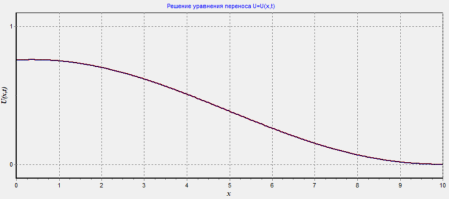 Решение уравнения переноса U=U(x,t)
1
U(x,t)
0
0 1 2 3 4 5 6 7 8 9 10
x